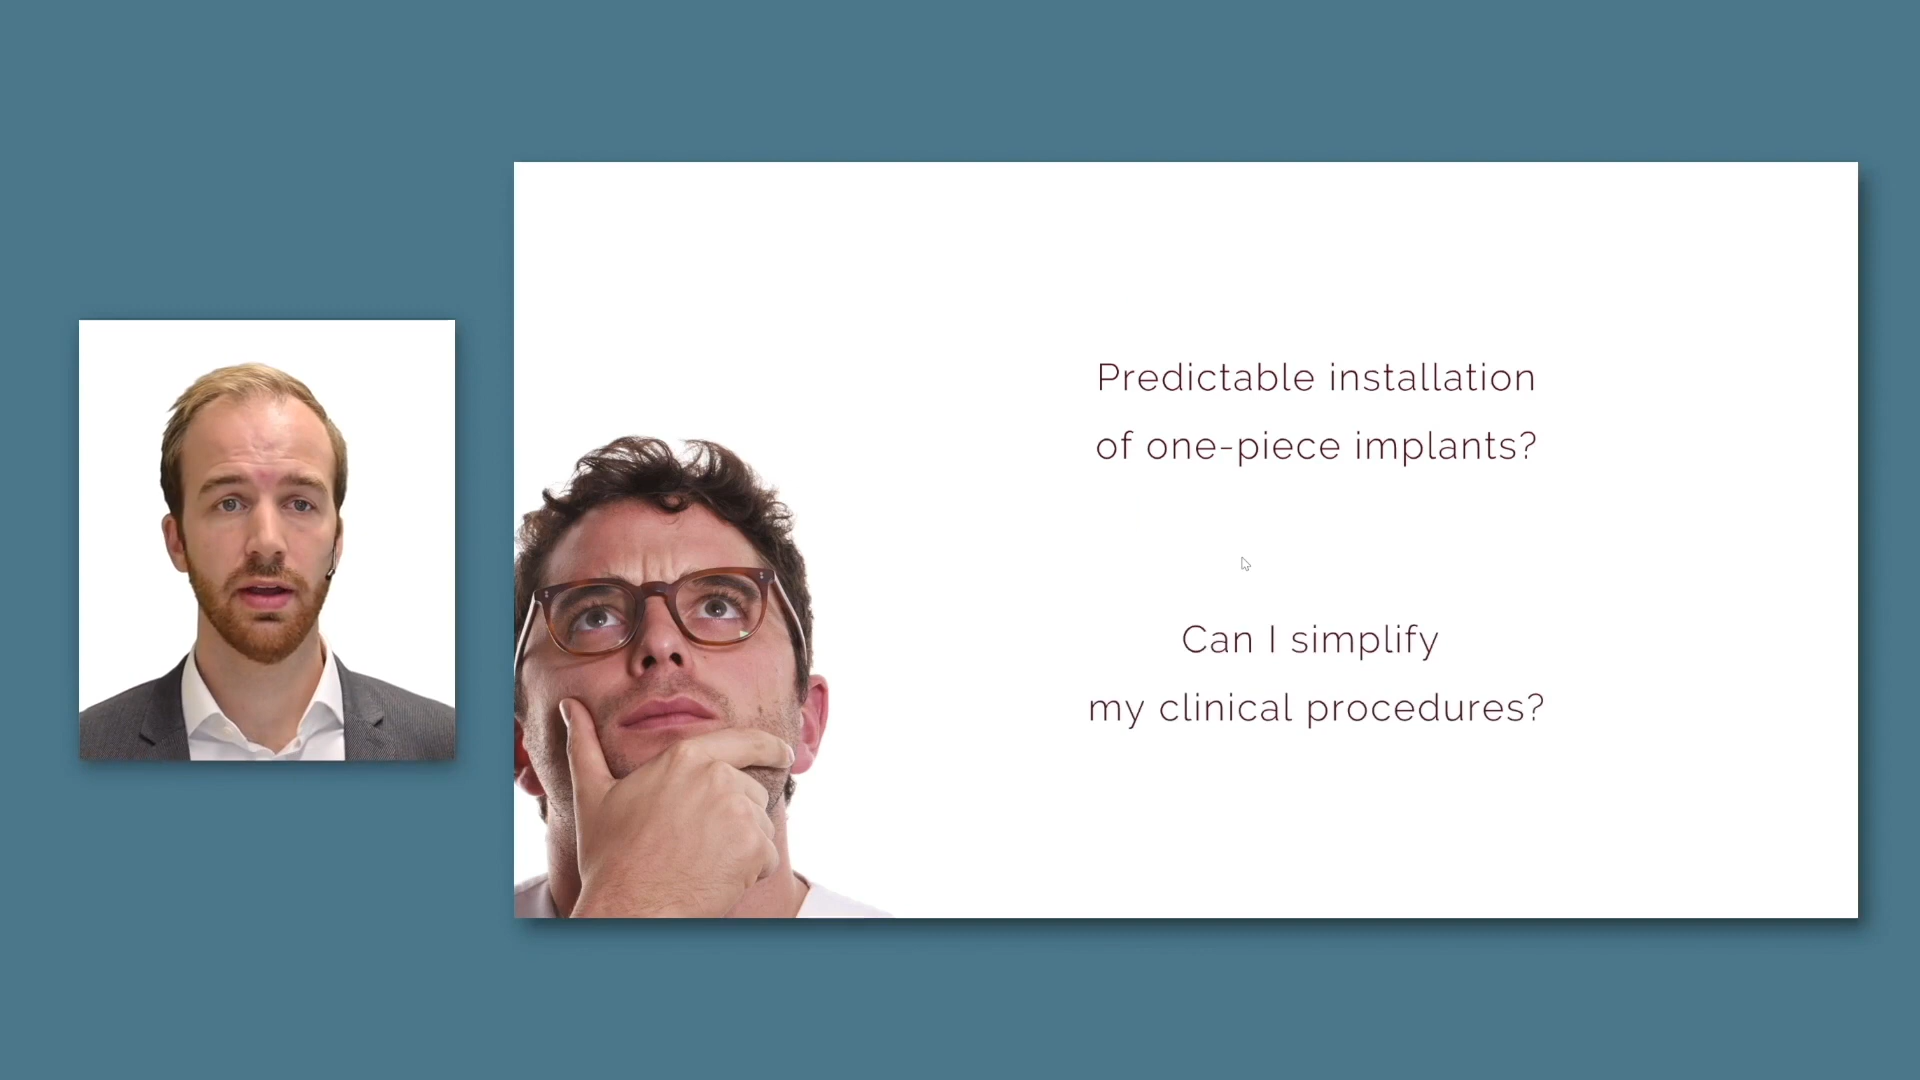 Predictable installation
of one-piece implants?
Can I simplify
my clinical procedures?